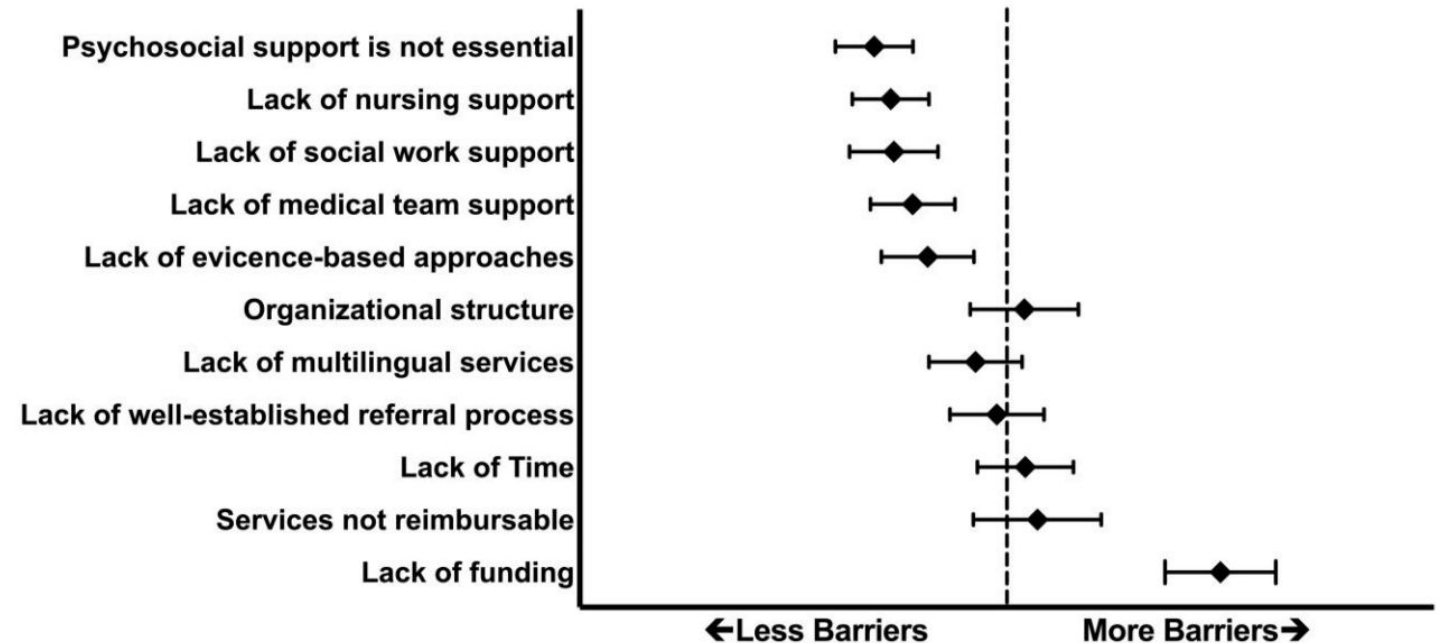 Psychosocial support is not essential
Lack of nursing support
Lack of social work support
Lack of medical team support
Lack of evicence-based approaches
Organizational structure
Lack of multilingual services
Lack of well-established referral process
Lack of Time
Services not reimbursable
Lack of funding
←Less Barriers More Barriers→